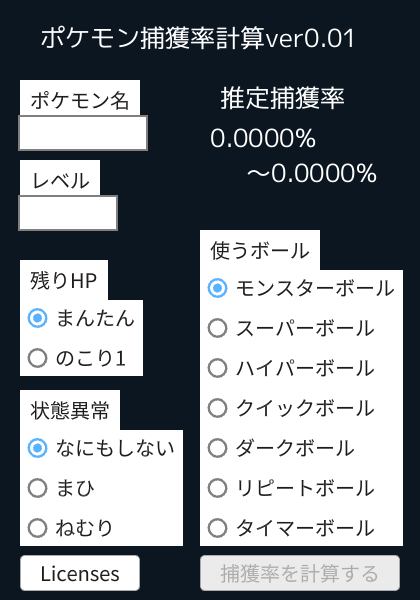 ポケモン捕獲率計算ver0.01
ポケモン名
レベル
推定捕獲率
0.0000%
～0.0000%
残りHP
まんたん
のこり1
状態異常
なにもしない
まひ
ねむり
使うボール
モンスターボール
スーパーボール
ハイパーボール
クイックボール
ダークボール
リピートボール
タイマーボール
Licenses
捕獲率を計算する